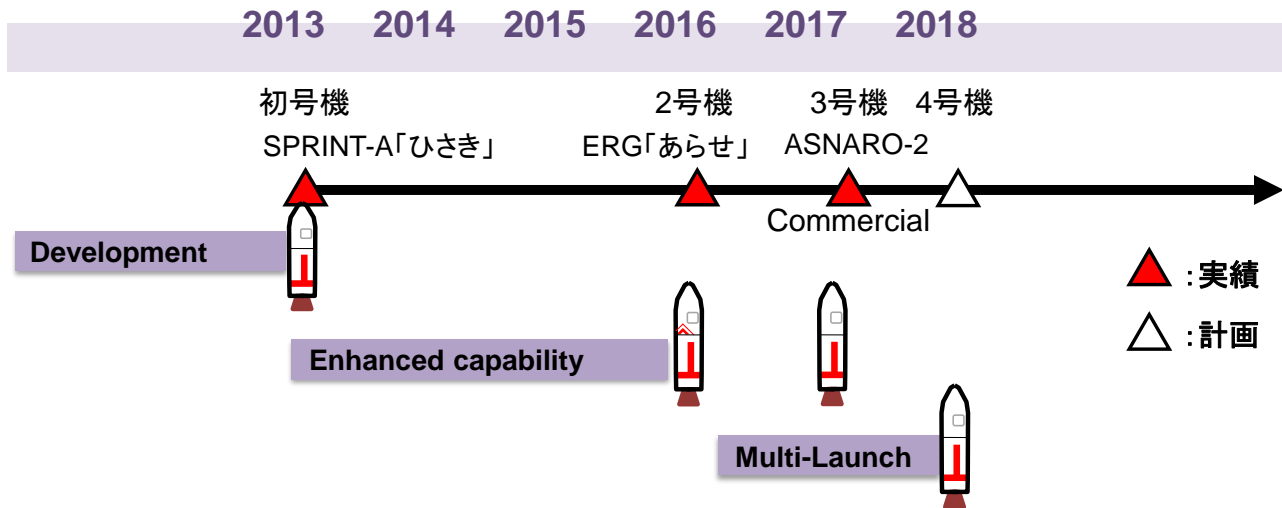 2013 2014 2015 2016 2017 2018
初号機 2号機 3号機 4号機
SPRINT-A「ひさき」 ERG「あらせ」 ASNARO-2
Commercial
Development
:実績
:計画
Enhanced capability
Multi-Launch